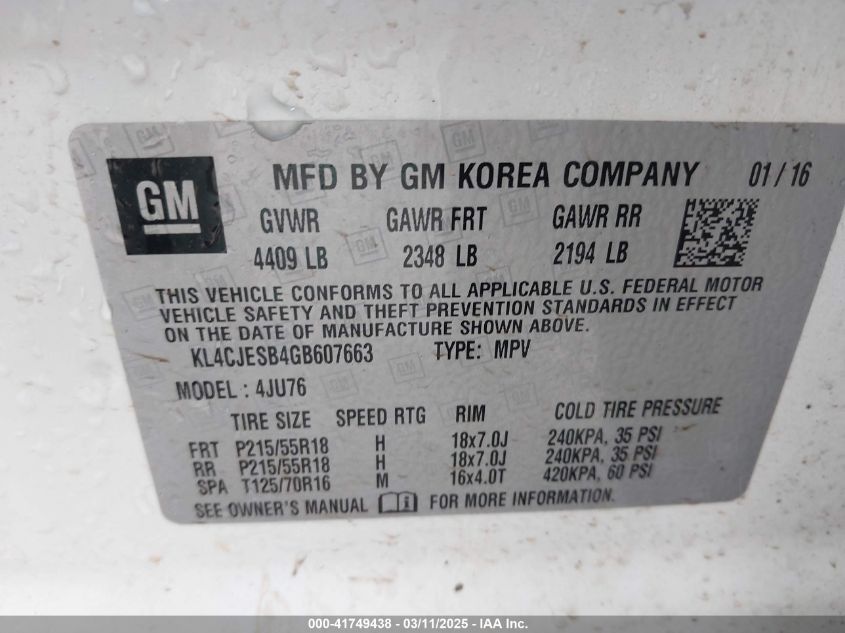 GM
MFD BY GM KOREA COMPANY 01/16
GVWR GAWR FRT GAWR RR
4409 LB 2348 LB 2194 LB
THIS VEHICLE CONFORMS TO ALL APPLICABLE U.S. FEDERAL MOTOR
VEHICLE SAFETY AND THEFT PREVENTION STANDARDS IN EFFECT
ON THE DATE OF MANUFACTURE SHOWN ABOVE.
KL4CJESB4GB607663 TYPE: MPV
MODEL : 4JU76
TIRE SIZE SPEED RTG RIM COLD TIRE PRESSURE
FRT P215/55R18 H 18x7.0J 240KPA, 35 PSI
RR P215/55R18 H 18x7.0J 240KPA, 35 PSI
SPA T125/70R16 M 16x4.0T 420KPA, 60 PSI
SEE OWNER'S MANUAL FOR MORE INFORMATION.
000-41749438 - 03/11/2025 - IAA Inc.